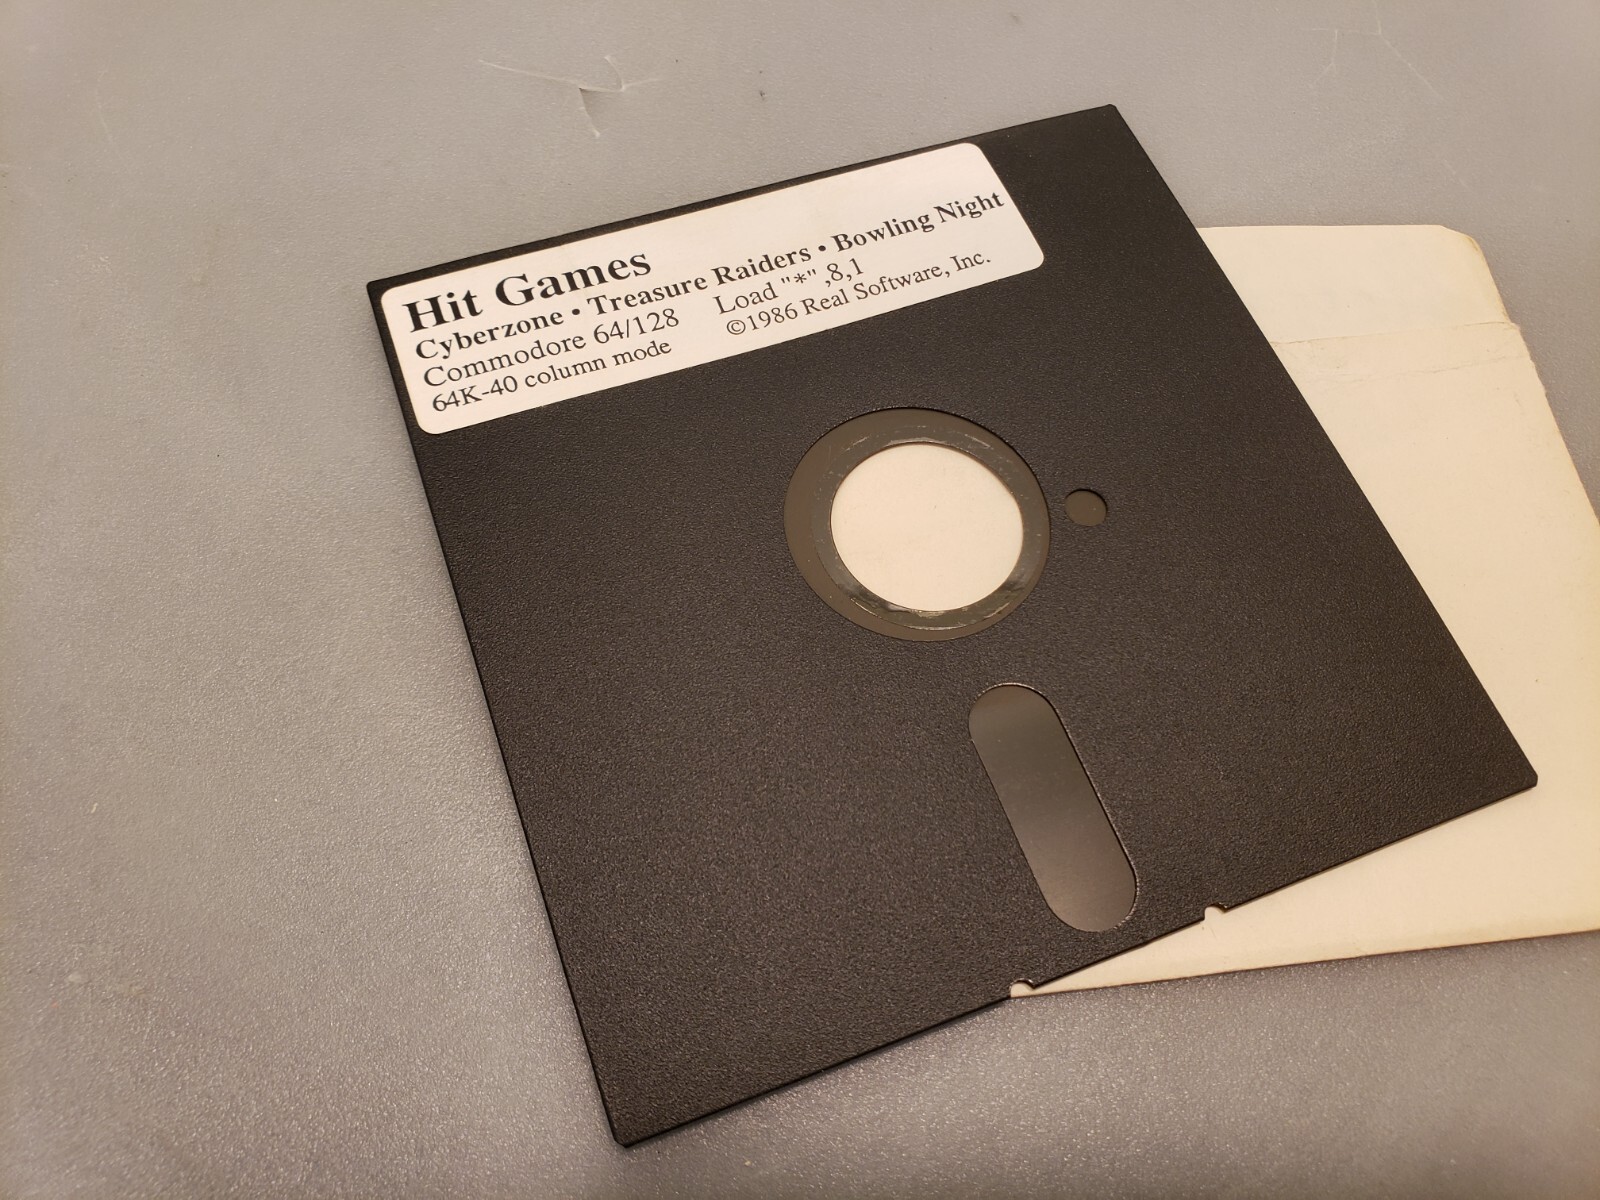 Hit Games
Cyberzone • Treasure Raiders • Bowling Night
Commodore 64/128 Load "*" ,8,1
64K-40 column mode ©1986 Real Software, Inc.